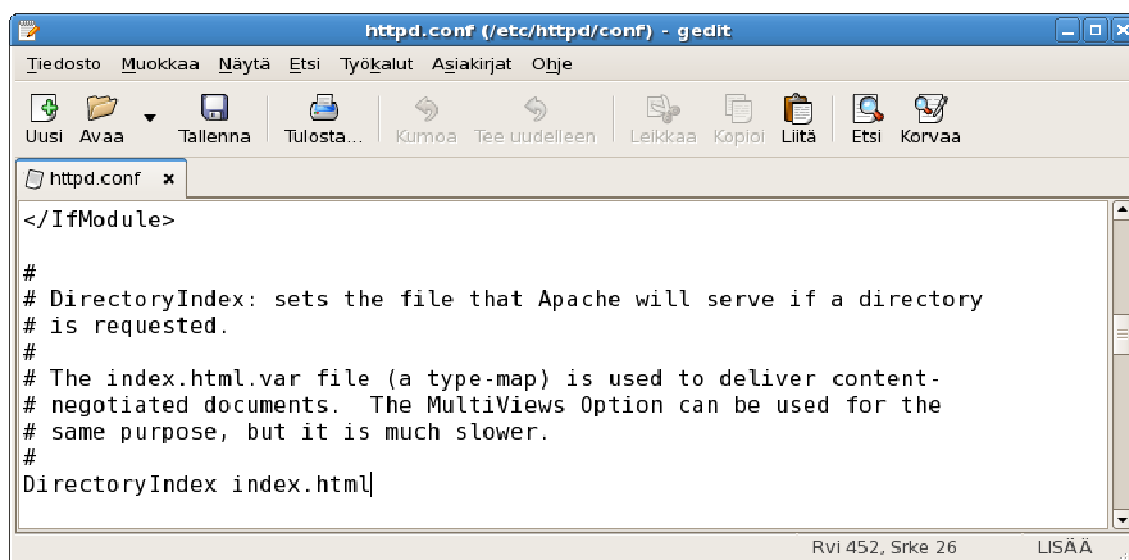 httpd.conf (/etc/httpd/conf) - gedit
Tiedosto Muokkaa Näytä Etsi Työkalut Asiakirjat Ohje
Uusi Avaa Tallenna Tulosta... Kumoa Tee uudelleen Leikkaa Kopioi Liitä Etsi Korvaa
httpd.conf x
</IfModule>
#
# DirectoryIndex: sets the file that Apache will serve if a directory
# is requested.
#
# The index.html.var file (a type-map) is used to deliver content-
# negotiated documents.  The MultiViews Option can be used for the
# same purpose, but it is much slower.
#
DirectoryIndex index.html
Rvi 452, Srke 26 LISÄÄ